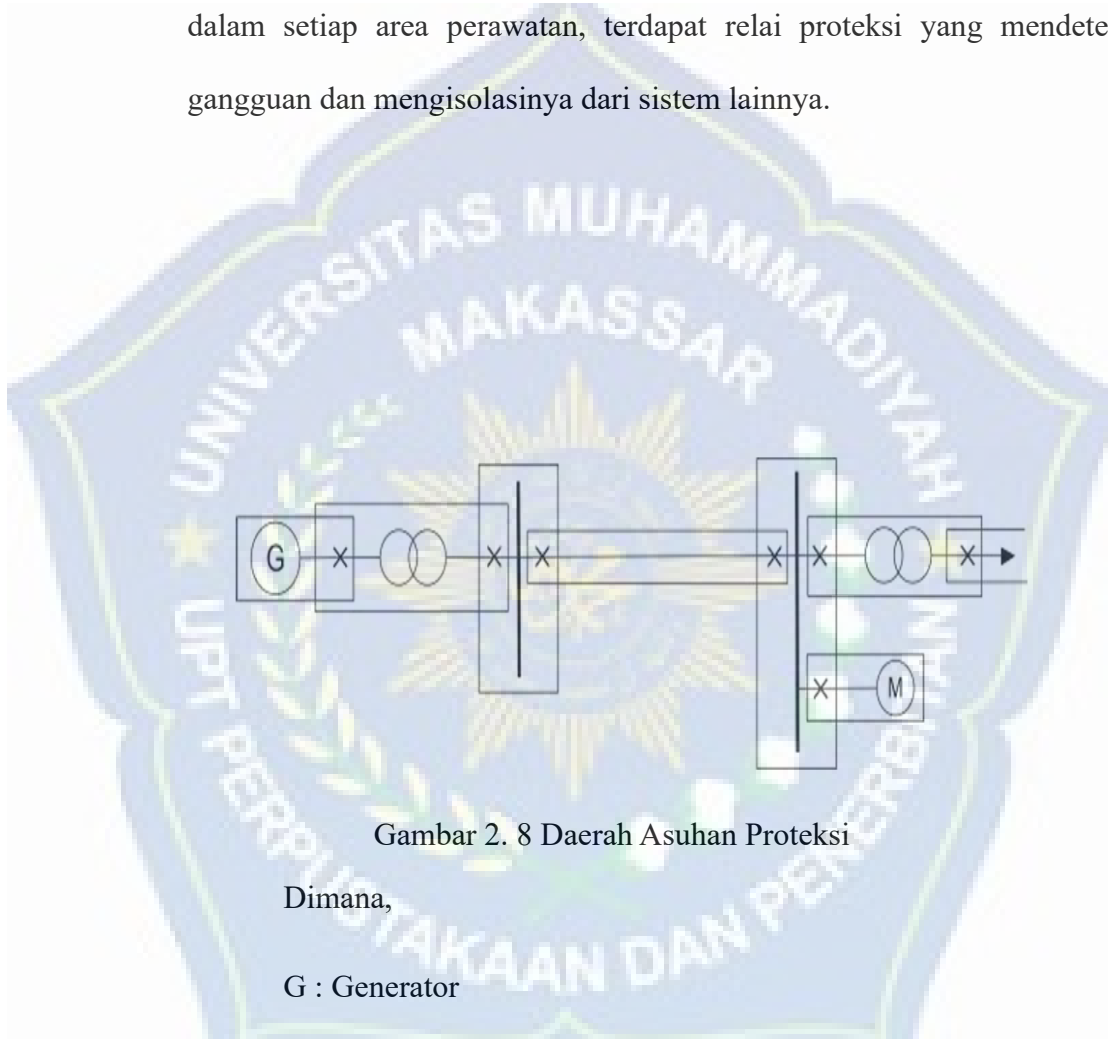 dalam setiap area perawatan, terdapat relai proteksi yang mendete
gangguan dan mengisolasinya dari sistem lainnya.
UNIVERSITAS MUHAMMADIYAH
MAKASSAR
G
M
UPT PERPUSTAKAAN DAN PENERBITAN
Gambar 2. 8 Daerah Asuhan Proteksi
Dimana,
G : Generator